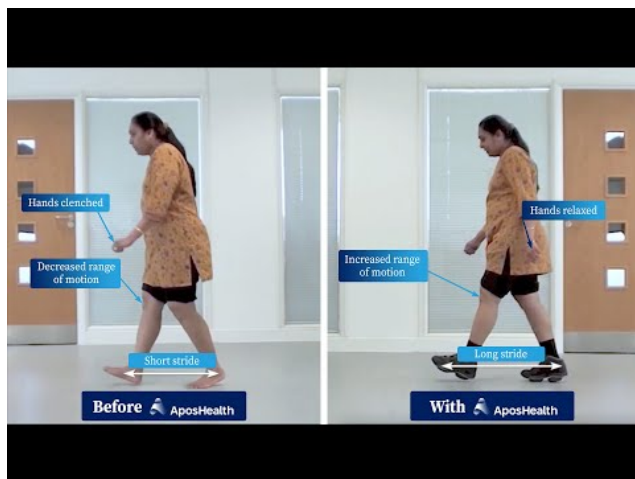 Hands clenched
Decreased range
of motion
Short stride
Before AposHealth
Hands relaxed
Increased range
of motion
Long stride
With AposHealth